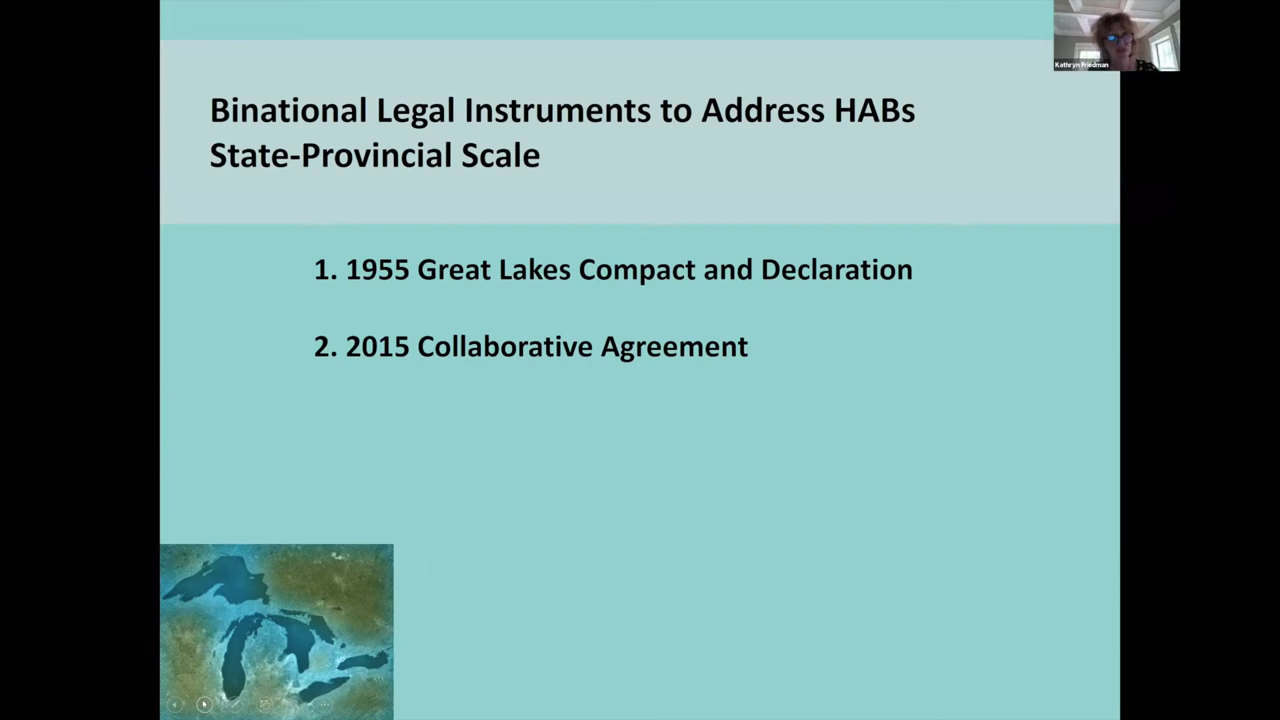 Kathryn Friedman
Binational Legal Instruments to Address HABs
State-Provincial Scale
1. 1955 Great Lakes Compact and Declaration
2. 2015 Collaborative Agreement